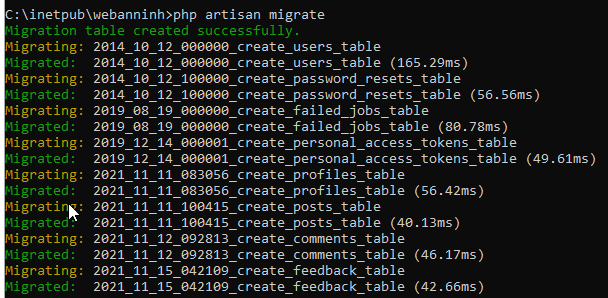 C:\inetpub\webanninh>php artisan migrate
Migration table created successfully.
Migrating: 2014_10_12_000000_create_users_table
Migrated:  2014_10_12_000000_create_users_table (165.29ms)
Migrating: 2014_10_12_100000_create_password_resets_table
Migrated:  2014_10_12_100000_create_password_resets_table (56.56ms)
Migrating: 2019_08_19_000000_create_failed_jobs_table
Migrated:  2019_08_19_000000_create_failed_jobs_table (80.78ms)
Migrating: 2019_12_14_000001_create_personal_access_tokens_table
Migrated:  2019_12_14_000001_create_personal_access_tokens_table (49.61ms)
Migrating: 2021_11_11_083056_create_profiles_table
Migrated:  2021_11_11_083056_create_profiles_table (56.42ms)
Migrating: 2021_11_11_100415_create_posts_table
Migrated:  2021_11_11_100415_create_posts_table (40.13ms)
Migrating: 2021_11_12_092813_create_comments_table
Migrated:  2021_11_12_092813_create_comments_table (46.17ms)
Migrating: 2021_11_15_042109_create_feedback_table
Migrated:  2021_11_15_042109_create_feedback_table (42.66ms)